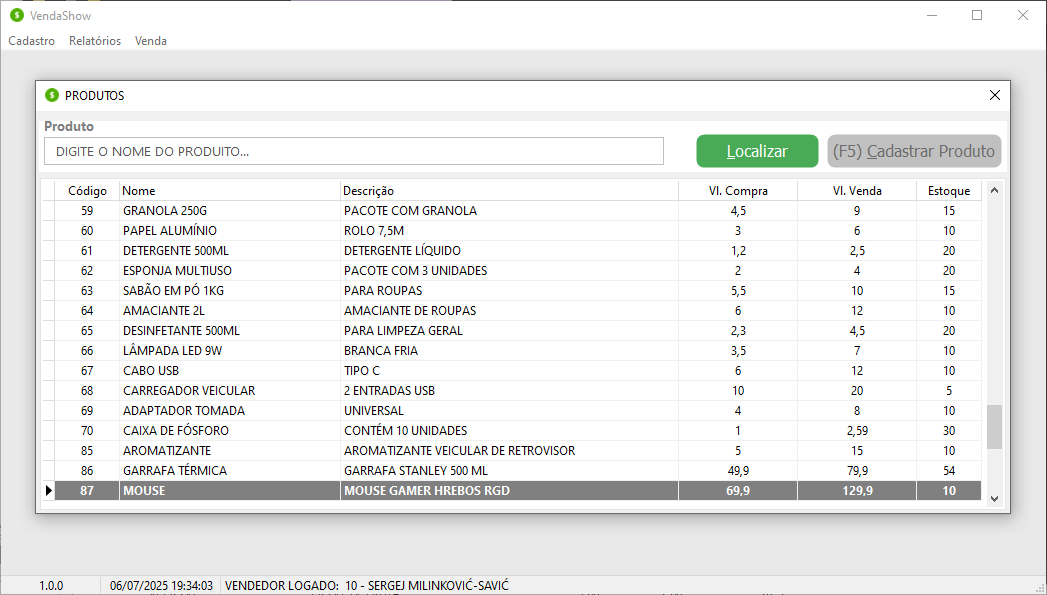 VendaShow
Cadastro Relatórios Venda
PRODUTOS
Produto
DIGITE O NOME DO PRODUITO... Localizar (F5) Cadastrar Produto
Código Nome Descrição Vl. Compra Vl. Venda Estoque
59 GRANOLA 250G PACOTE COM GRANOLA 4,5 9 15
60 PAPEL ALUMÍNIO ROLO 7,5M 3 6 10
61 DETERGENTE 500ML DETERGENTE LÍQUIDO 1,2 2,5 20
62 ESPONJA MULTIUSO PACOTE COM 3 UNIDADES 2 4 20
63 SABÃO EM PÓ 1KG PARA ROUPAS 5,5 10 15
64 AMACIANTE 2L AMACIANTE DE ROUPAS 6 12 10
65 DESINFETANTE 500ML PARA LIMPEZA GERAL 2,3 4,5 20
66 LÂMPADA LED 9W BRANCA FRIA 3,5 7 10
67 CABO USB TIPO C 6 12 10
68 CARREGADOR VEICULAR 2 ENTRADAS USB 10 20 5
69 ADAPTADOR TOMADA UNIVERSAL 4 8 10
70 CAIXA DE FÓSFORO CONTÉM 10 UNIDADES 1 2,59 30
85 AROMATIZANTE AROMATIZANTE VEICULAR DE RETROVISOR 5 15 10
86 GARRAFA TÉRMICA GARRAFA STANLEY 500 ML 49,9 79,9 54
87 MOUSE MOUSE GAMER HREBOS RGD 69,9 129,9 10
1.0.0 06/07/2025 19:34:03 VENDEDOR LOGADO: 10 - SERGEJ MILINKOVIĆ-SAVIĆ